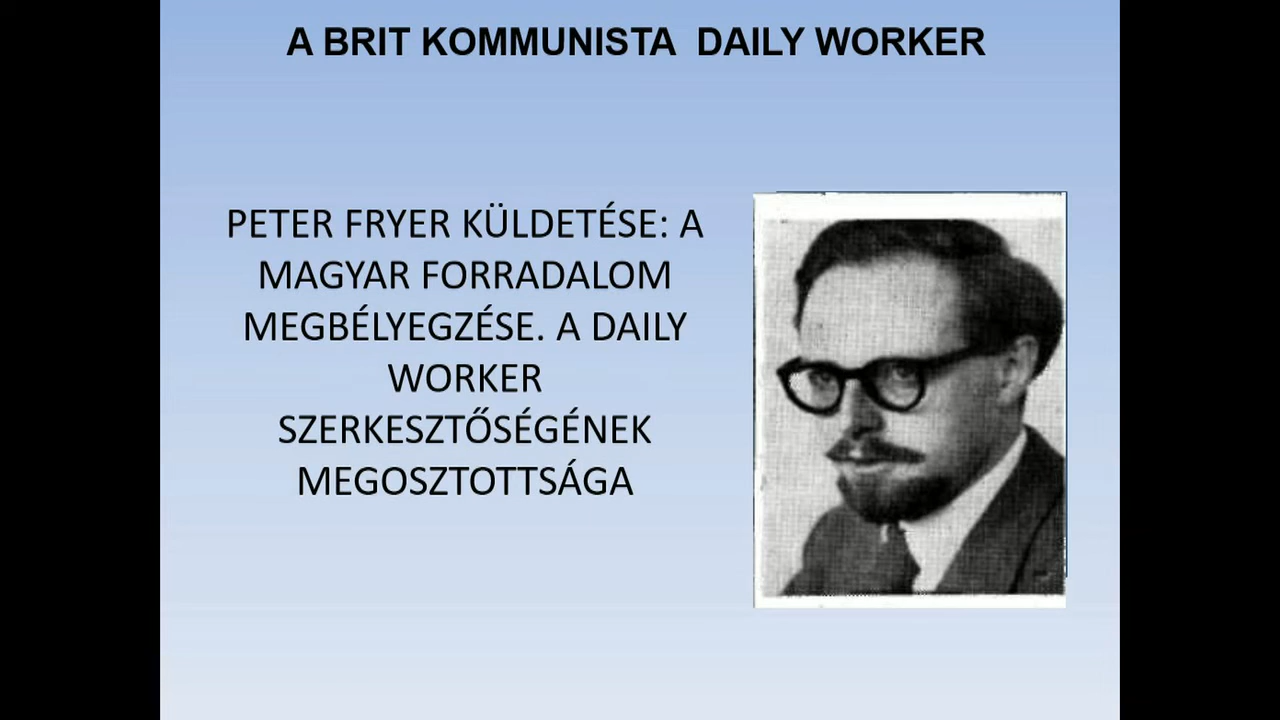 A BRIT KOMMUNISTA  DAILY WORKER
PETER FRYER KÜLDETÉSE: A
MAGYAR FORRADALOM
MEGBÉLYEGZÉSE. A DAILY
WORKER
SZERKESZTŐSÉGÉNEK
MEGOSZTOTTSÁGA